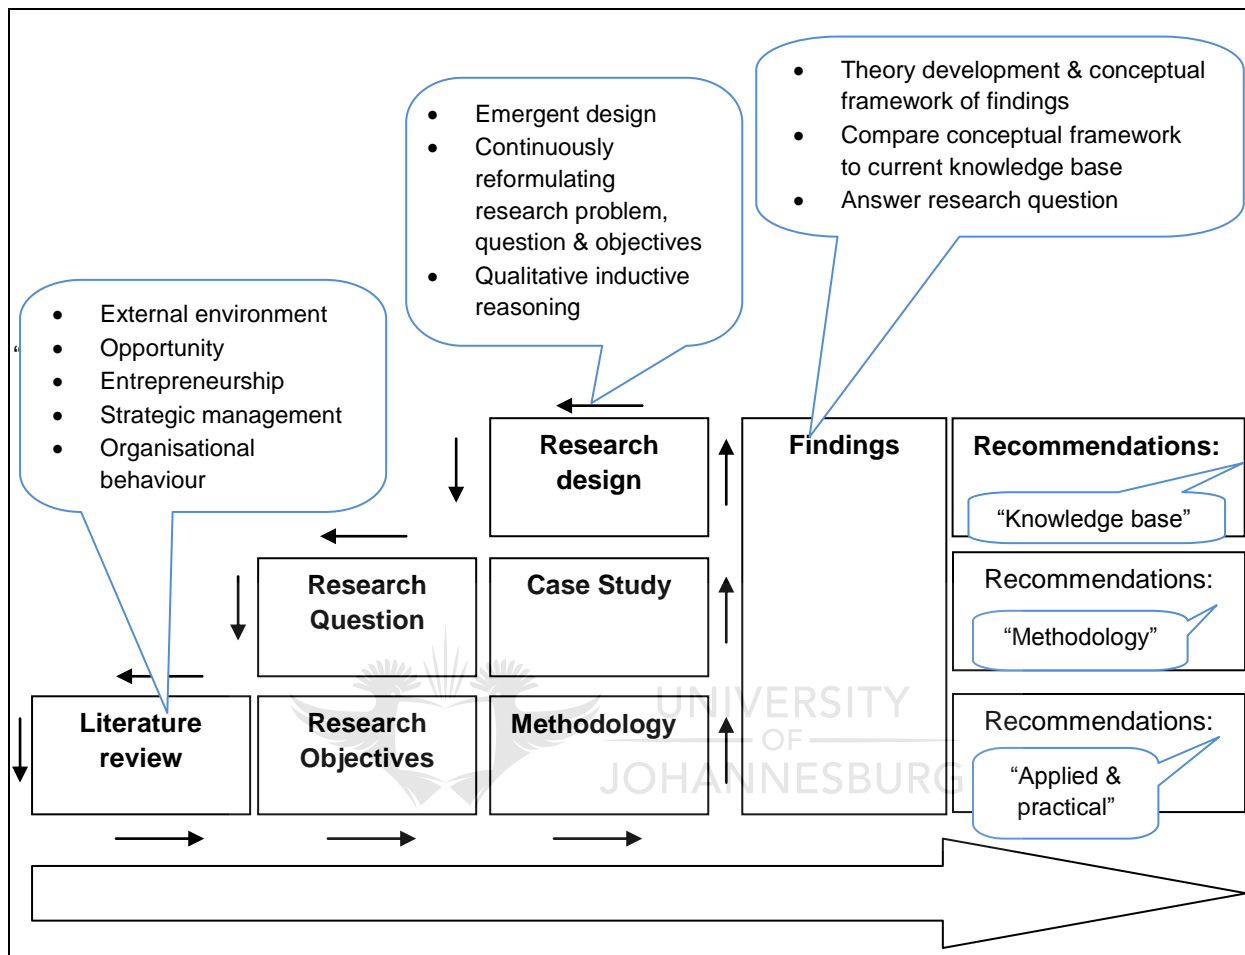 • Theory development & conceptual
framework of findings
• Compare conceptual framework
to current knowledge base
• Answer research question
• Emergent design
• Continuously
reformulating
research problem,
question & objectives
• Qualitative inductive
reasoning
• External environment
• Opportunity
• Entrepreneurship
• Strategic management
• Organisational
behaviour
“
Research
design
Findings
Recommendations:
“Knowledge base”
Research
Question
Case Study
Recommendations:
“Methodology”
Literature
review
Research
Objectives
Methodology
Recommendations:
“Applied &
practical”
UNIVERSITY
OF
JOHANNESBURG